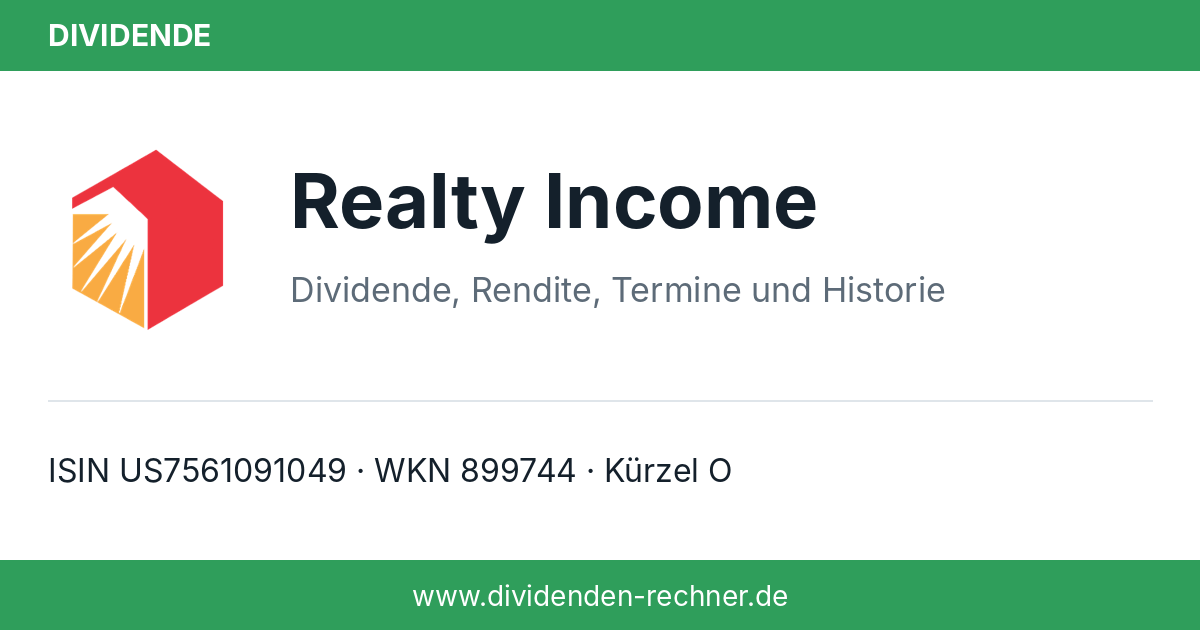 DIVIDENDE
Realty Income
Dividende, Rendite, Termine und Historie
ISIN US7561091049 · WKN 899744 · Kürzel O
www.dividenden-rechner.de